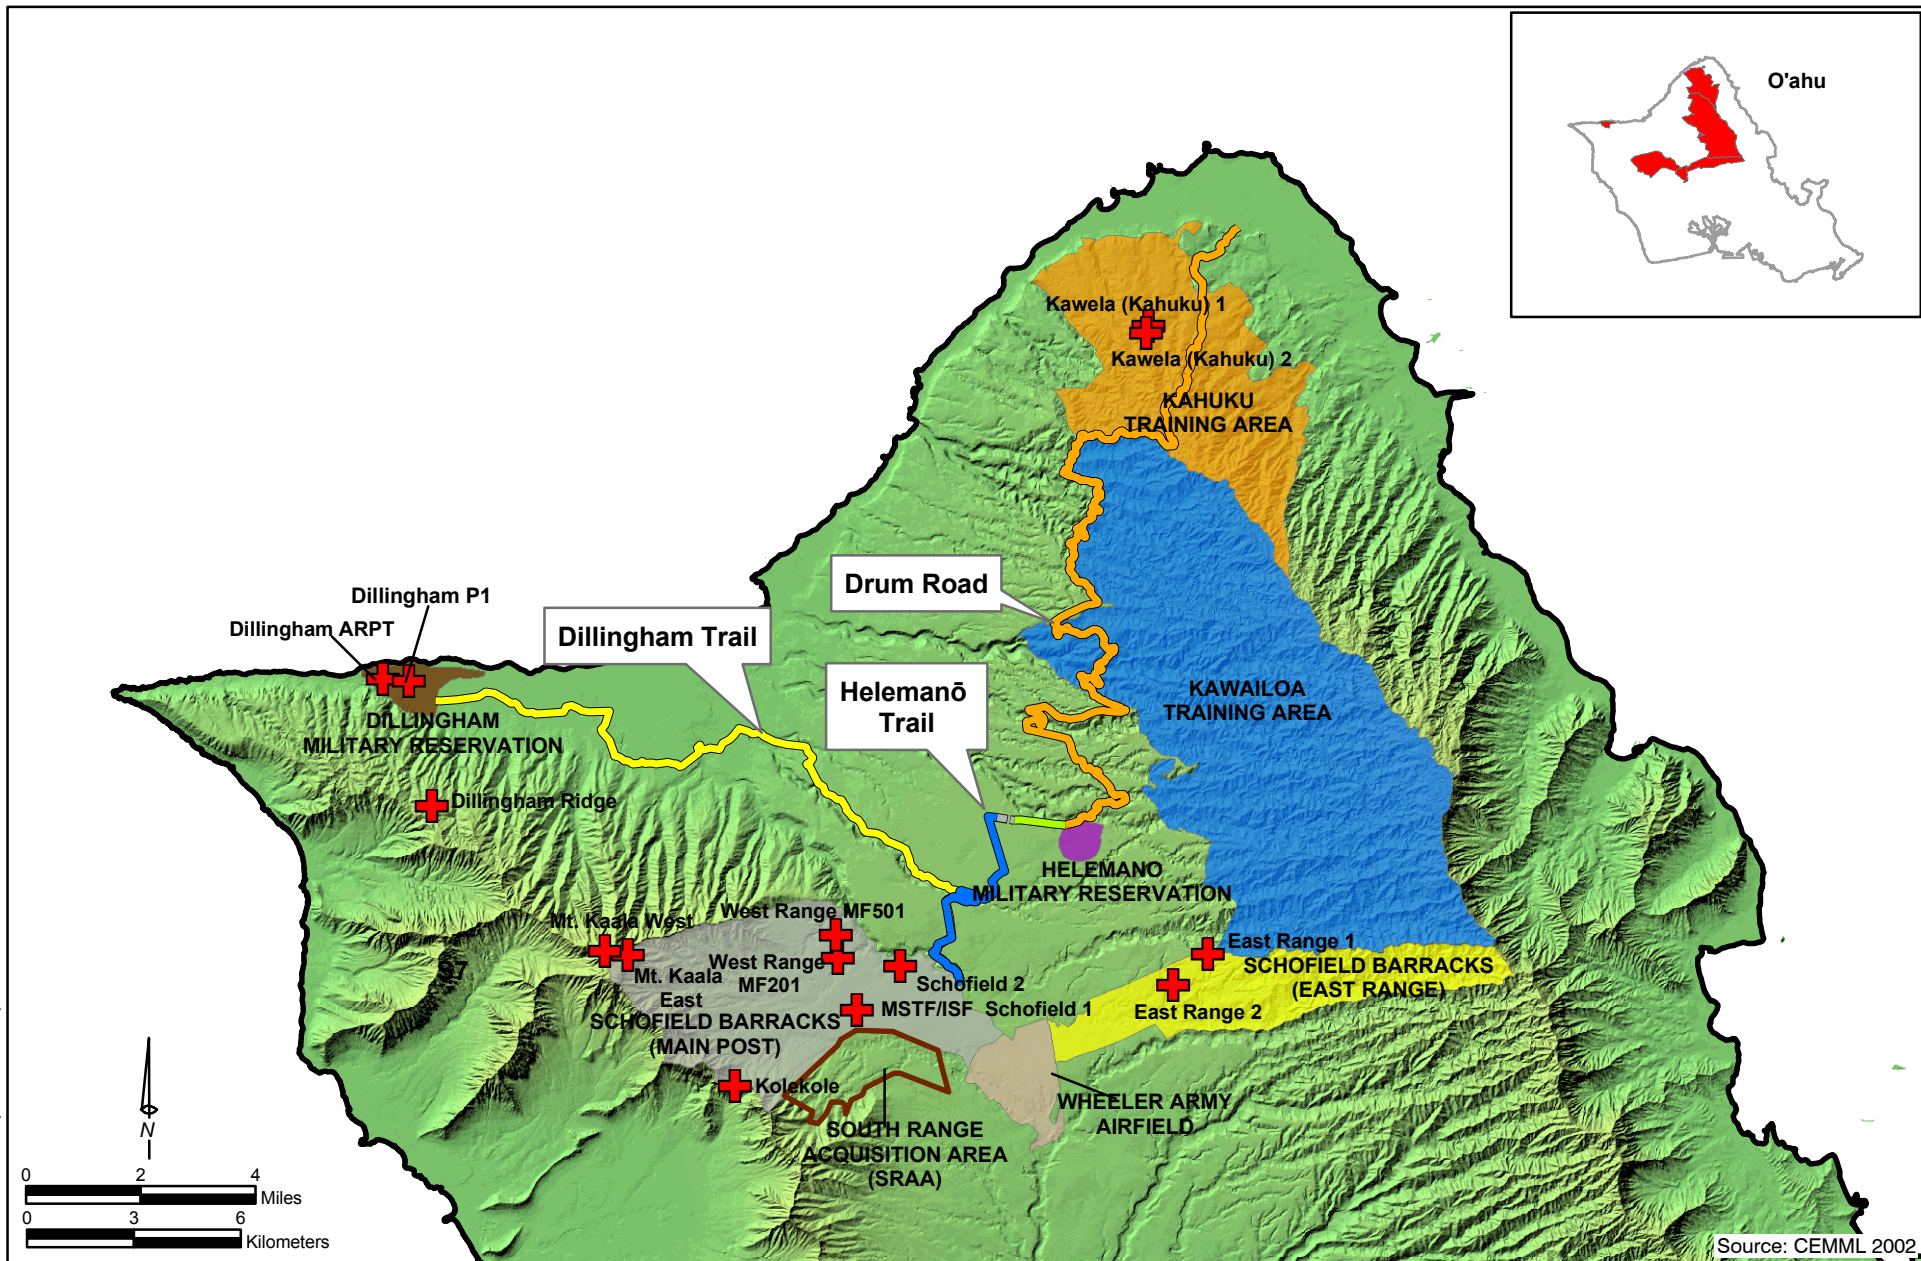 O'ahu
Kawela (Kahuku) 1
Kawela (Kahuku) 2
KAHUKU
TRAINING AREA
Drum Road
Dillingham P1
Dillingham ARPT
Dillingham Trail
Helemanō
Trail
KAWAILOA
TRAINING AREA
DILLINGHAM
MILITARY RESERVATION
Dillingham Ridge
HELEMANO
MILITARY RESERVATION
West Range MF501
Mt. Kaala West
East Range 1
West Range
MF201
SCHOFIELD BARRACKS
(EAST RANGE)
Mt. Kaala
East
Schofield 2
MSTF/ISF
Schofield 1
East Range 2
SCHOFIELD BARRACKS
(MAIN POST)
Kolekole
WHEELER ARMY
AIRFIELD
SOUTH RANGE
ACQUISITION AREA
(SRAA)
N
0 2 4
Miles
0 3 6
Kilometers
Source: CEMML 2002